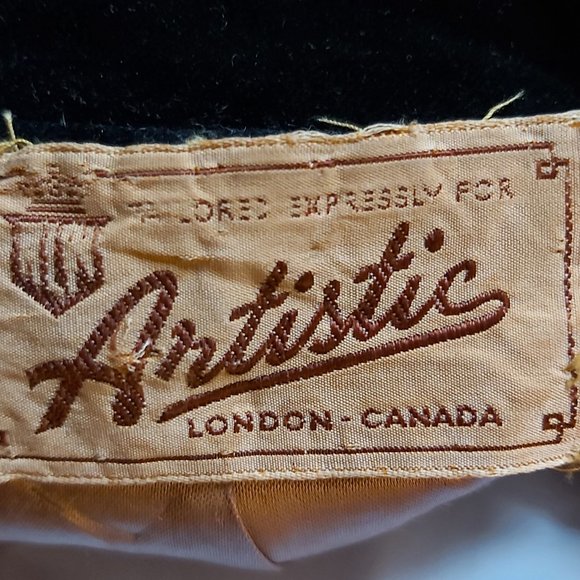 TAILORED EXPRESSLY FOR
Artistic
LONDON - CANADA